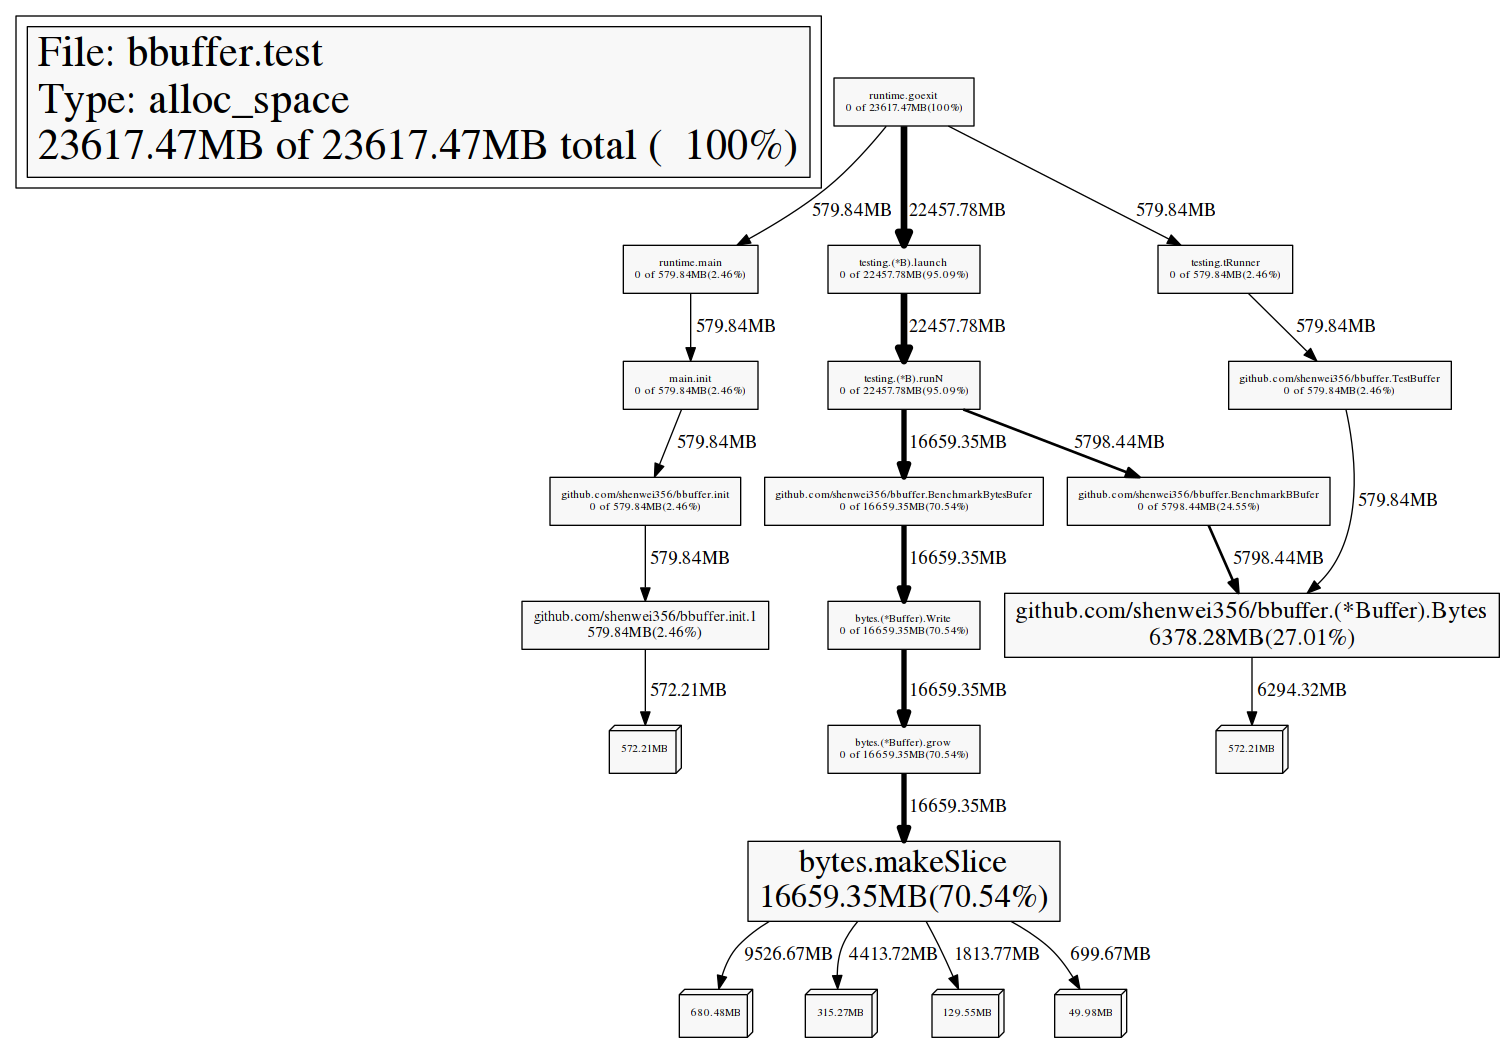 File: bbuffer.test
Type: alloc_space
23617.47MB of 23617.47MB total ( 100%)
runtime.goexit
0 of 23617.47MB(100%)
579.84MB
22457.78MB
579.84MB
runtime.main
0 of 579.84MB(2.46%)
testing.(*B).launch
0 of 22457.78MB(95.09%)
testing.tRunner
0 of 579.84MB(2.46%)
579.84MB
22457.78MB
579.84MB
main.init
0 of 579.84MB(2.46%)
testing.(*B).runN
0 of 22457.78MB(95.09%)
github.com/shenwei356/bbuffer.TestBuffer
0 of 579.84MB(2.46%)
579.84MB
16659.35MB
5798.44MB
github.com/shenwei356/bbuffer.init
0 of 579.84MB(2.46%)
github.com/shenwei356/bbuffer.BenchmarkBytesBufer
0 of 16659.35MB(70.54%)
github.com/shenwei356/bbuffer.BenchmarkBBufer
0 of 5798.44MB(24.55%)
579.84MB
579.84MB
16659.35MB
5798.44MB
github.com/shenwei356/bbuffer.init.1
579.84MB(2.46%)
bytes.(*Buffer).Write
0 of 16659.35MB(70.54%)
github.com/shenwei356/bbuffer.(*Buffer).Bytes
6378.28MB(27.01%)
572.21MB
16659.35MB
6294.32MB
572.21MB
bytes.(*Buffer).grow
0 of 16659.35MB(70.54%)
572.21MB
16659.35MB
bytes.makeSlice
16659.35MB(70.54%)
9526.67MB
4413.72MB
1813.77MB
699.67MB
680.48MB
315.27MB
129.55MB
49.98MB